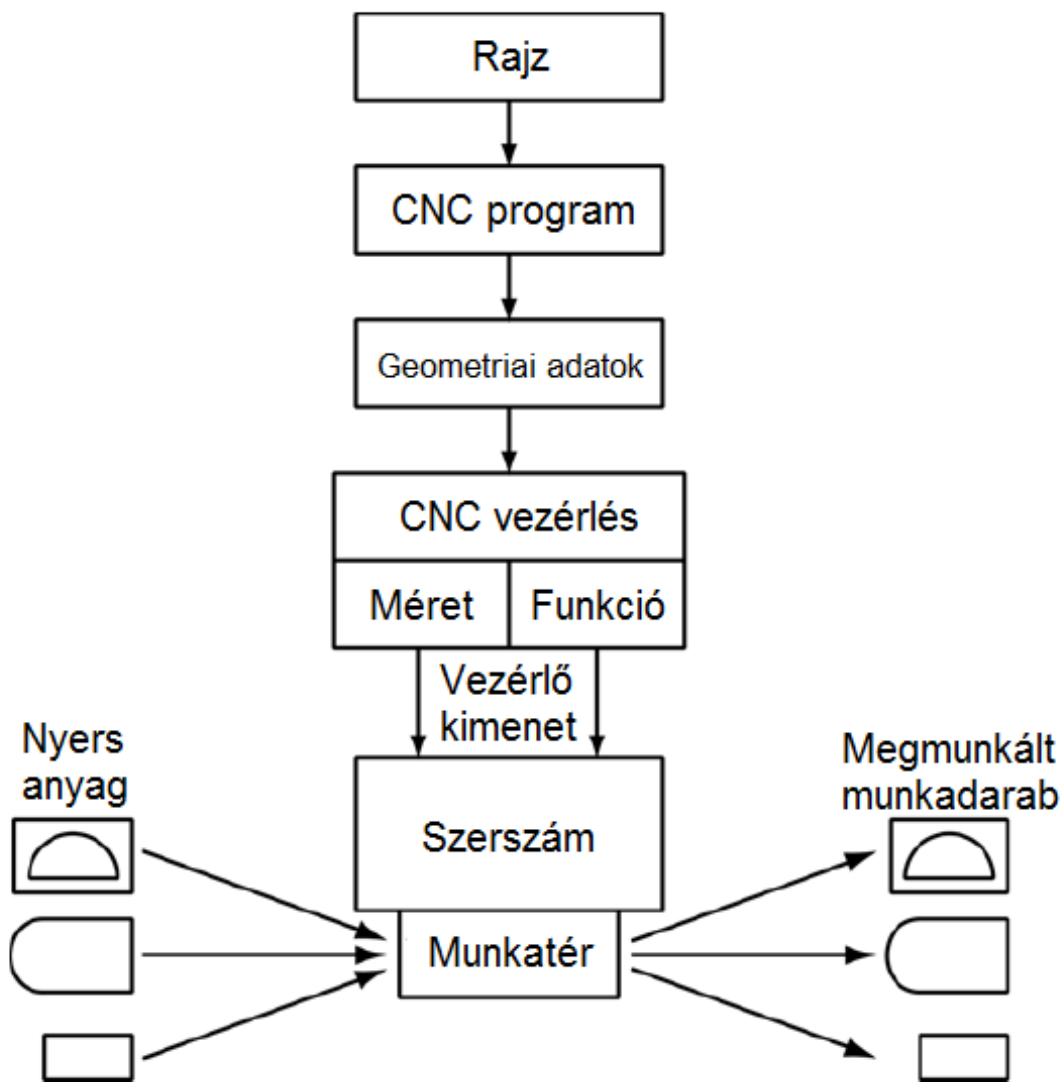 Rajz
CNC program
Geometriai adatok
CNC vezérlés
Méret
Funkció
Vezérlő
kimenet
Nyers
anyag
Megmunkált
munkadarab
Szerszám
Munkatér